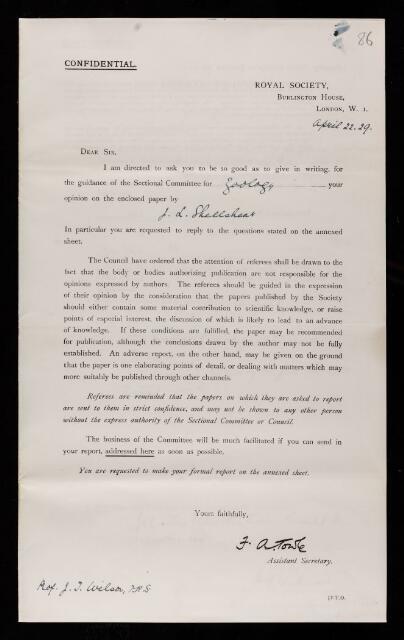 86
CONFIDENTIAL.
ROYAL SOCIETY,
BURLINGTON HOUSE,
LONDON, W. 1.
April 22. 29.
DEAR SIR,
I am directed to ask you to be so good as to give in writing, for
the guidance of the Sectional Committee for Zoology your
opinion on the enclosed paper by
J. L. Shellshear
In particular you are requested to reply to the questions stated on the annexed
sheet.
The Council have ordered that the attention of referees shall be drawn to the
fact that the body or bodies authorizing publication are not responsible for the
opinions expressed by authors. The referees should be guided in the expression
of their opinion by the consideration that the papers published by the Society
should either contain some material contribution to scientific knowledge, or raise
points of especial interest, the discussion of which is likely to lead to an advance
of knowledge. If these conditions are fulfilled, the paper may be recommended
for publication, although the conclusions drawn by the author may not be fully
established. An adverse report, on the other hand, may be given on the ground
that the paper is one elaborating points of detail, or dealing with matters which may
more suitably be published through other channels.
Referees are reminded that the papers on which they are asked to report
are sent to them in strict confidence, and may not be shown to any other person
without the express authority of the Sectional Committee or Council.
The business of the Committee will be much facilitated if you can send in
your report, addressed here as soon as possible.
You are requested to make your formal report on the annexed sheet.
Yours faithfully,
F. A. Towle
Assistant Secretary.
Prof. J. T. Wilson, F.R.S
[P.T.O.